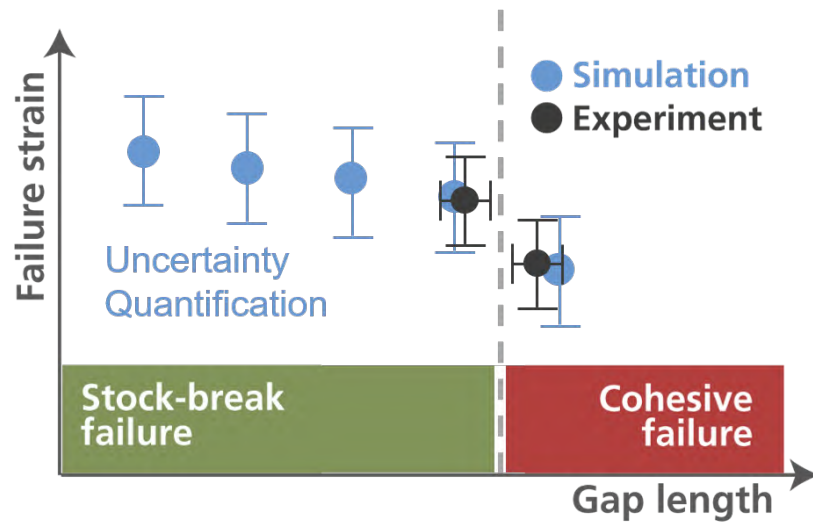 Failure strain
Simulation
Experiment
Uncertainty
Quantification
Stock-break
failure
Cohesive
failure
Gap length